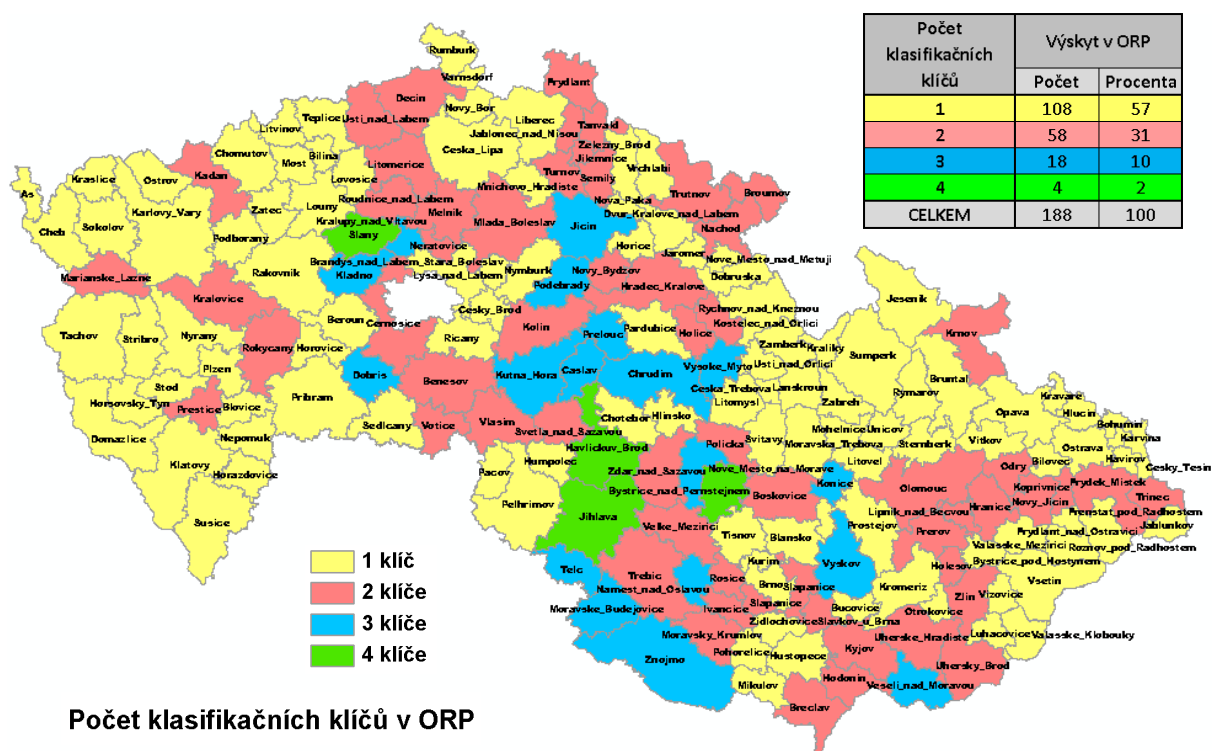 Počet klasifikačních klíčů
Výskyt v ORP
Počet
Procenta
1 108 57
2 58 31
3 18 10
4 4 2
CELKEM 188 100
Rumburk
Varnsdorf
Frydlant
Decin
Novy_Bor
Liberec
Teplice
Usti_nad_Labem
Jablonec_nad_Nisou
Tanvald
Litvinov
Zelezny_Brod
Chomutov
Most
Bilina
Litomerice
Ceska_Lipa
Jilemnice
Vrchlabi
Kraslice
Ostrov
Kadan
Lovosice
Turnov
Semily
Trutnov
Broumov
As
Mnichovo_Hradiste
Roudnice_nad_Labem
Nova_Paka
Karlovy_Vary
Zatec
Louny
Melnik
Mlada_Boleslav
Dvur_Kralove_nad_Labem
Cheb
Sokolov
Kralupy_nad_Vltavou
Slany
Jicin
Nachod
Podborany
Neratovice
Horice
Jaromer
Nove_Mesto_nad_Metuji
Brandys_nad_Labem_Stara_Boleslav
Marianske_Lazne
Rakovnik
Kladno
Lysa_nad_Labem
Nymburk
Novy_Bydzov
Dobruska
Kralovice
Podebrady
Hradec_Kralove
Jesenik
Beroun
Cernosice
Cesky_Brod
Rychnov_nad_Kneznou
Kostelec_nad_Orlici
Tachov
Stribro
Nyrany
Rokycany
Horovice
Ricany
Kolin
Prelouc
Pardubice
Holice
Zamberk
Kraliky
Sumperk
Krnov
Plzen
Dobris
Benesov
Kutna_Hora
Caslav
Chrudim
Vysoke_Myto
Usti_nad_Orlici
Bruntal
Stod
Ceska_Trebova
Lanskroun
Rymarov
Horsovsky_Tyn
Prestice
Blovice
Pribram
Litomysl
Zabreh
Opava
Kravare
Hlucin
Sedlcany
Votice
Vlasim
Svetla_nad_Sazavou
Chotebor
Hlinsko
Mohelnice
Unicov
Bohumin
Domazlice
Nepomuk
Policka
Svitavy
Moravska_Trebova
Sternberk
Vitkov
Ostrava
Karvina
Klatovy
Horazdovice
Pacov
Humpolec
Havlickuv_Brod
Zdar_nad_Sazavou
Nove_Mesto_na_Morave
Litovel
Bilovec
Havirov
Cesky_Tesin
Odry
Susice
Pelhrimov
Bystrice_nad_Pernstejnem
Boskovice
Konice
Olomouc
Koprivnice
Frydek_Mistek
Trinec
Jihlava
Lipnik_nad_Becvou
Hranice
Novy_Jicin
Frenstat_pod_Radhostem
Jablunkov
Velke_Mezirici
Tisnov
Blansko
Prostejov
Prerov
Frydlant_nad_Ostravici
Valasske_Mezirici
Roznov_pod_Radhostem
Telc
Trebic
Kurim
Vyskov
Holesov
Bystrice_pod_Hostynem
Namest_nad_Oslavou
Rosice
Brno
Slapanice
Kromeriz
Zlin
Vizovice
Vsetin
Moravske_Budejovice
Ivancice
Slapanice
Bucovice
Otrokovice
Zidlochovice
Slavkov_u_Brna
Moravsky_Krumlov
Uherske_Hradiste
Luhacovice
Valasske_Klobouky
Znojmo
Pohorelice
Hustopece
Kyjov
Uhersky_Brod
Mikulov
Hodonin
Veseli_nad_Moravou
Breclav
1 klíč
2 klíče
3 klíče
4 klíče
Počet klasifikačních klíčů v ORP